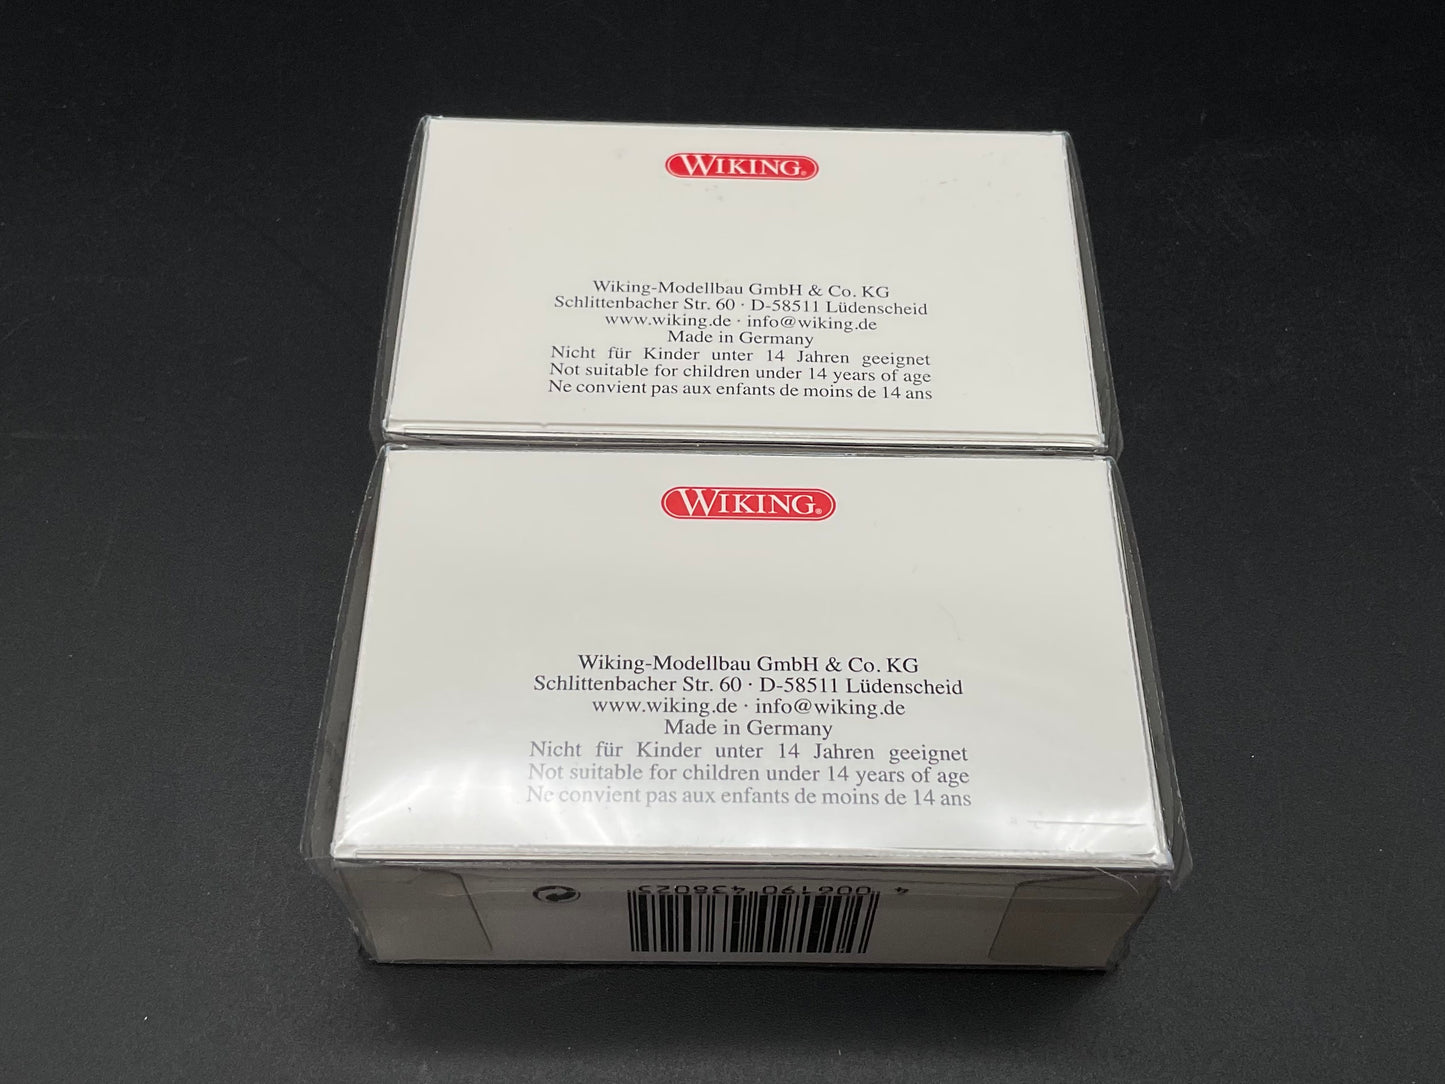 WIKING®
Wiking-Modellbau GmbH & Co. KG
Schlittenbacher Str. 60 · D-58511 Lüdenscheid
www.wiking.de · info@wiking.de
Made in Germany
Nicht für Kinder unter 14 Jahren geeignet
Not suitable for children under 14 years of age
Ne convient pas aux enfants de moins de 14 ans
WIKING®
Wiking-Modellbau GmbH & Co. KG
Schlittenbacher Str. 60 · D-58511 Lüdenscheid
www.wiking.de · info@wiking.de
Made in Germany
Nicht für Kinder unter 14 Jahren geeignet
Not suitable for children under 14 years of age
Ne convient pas aux enfants de moins de 14 ans
4 006190 438025